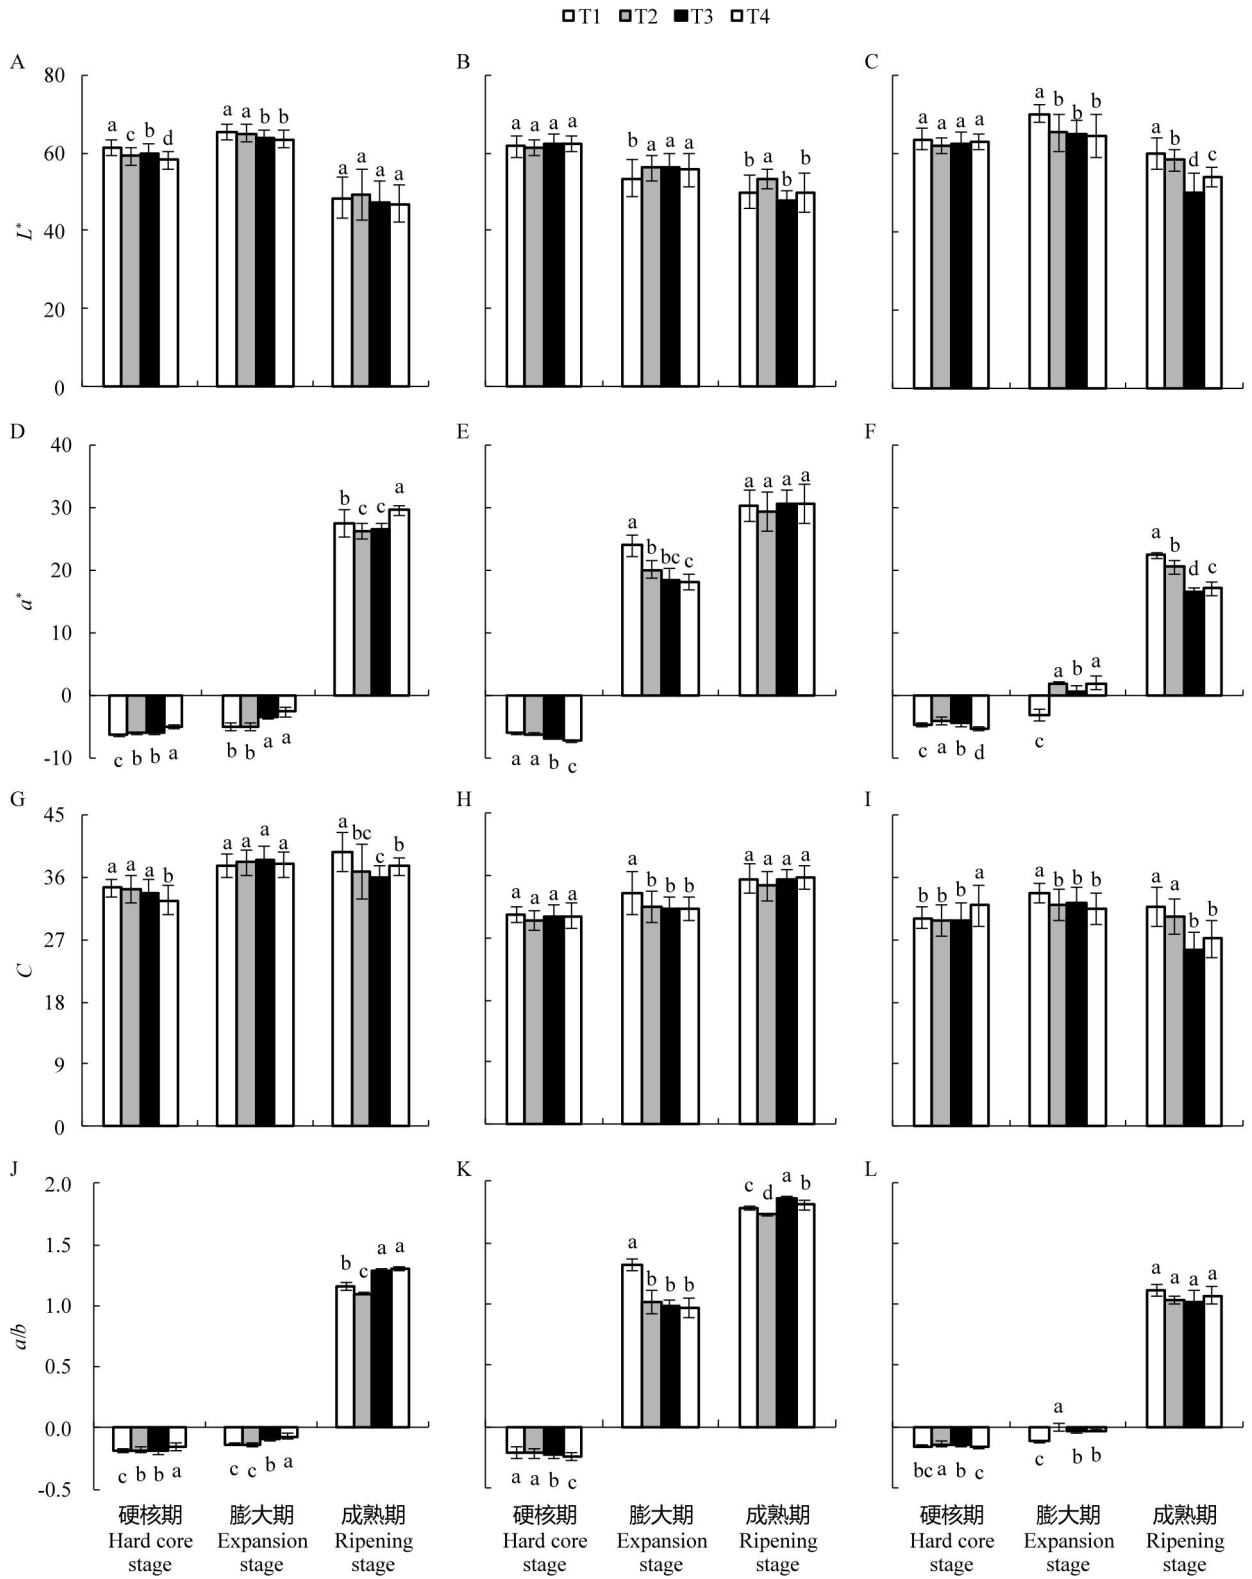 T1 T2 T3 T4
A B C
80
60
40
20
0
L*
a c b d a a b b a a a a
a a a a b a a a b a b b
a a a a a b b b a b d c
D E F
40
30
20
10
0
-10
a*
c b b a b b a a b c c a
a a b c a b bc c a a a a
c a b d c a b a a b d c
G H I
45
36
27
18
9
0
C
a a a b a a a a a bc c b
a a a a a b b b a a a a
b b b a a b b b a a b b
J K L
2.0
1.5
1.0
0.5
0.0
-0.5
a/b
c b b a c c b a b c a a
a a b c a b b b c d a b
bc a b c c a b b a a a a
硬核期 膨大期 成熟期 硬核期 膨大期 成熟期 硬核期 膨大期 成熟期
Hard core Expansion Ripening Hard core Expansion Ripening Hard core Expansion Ripening
stage stage stage stage stage stage stage stage stage